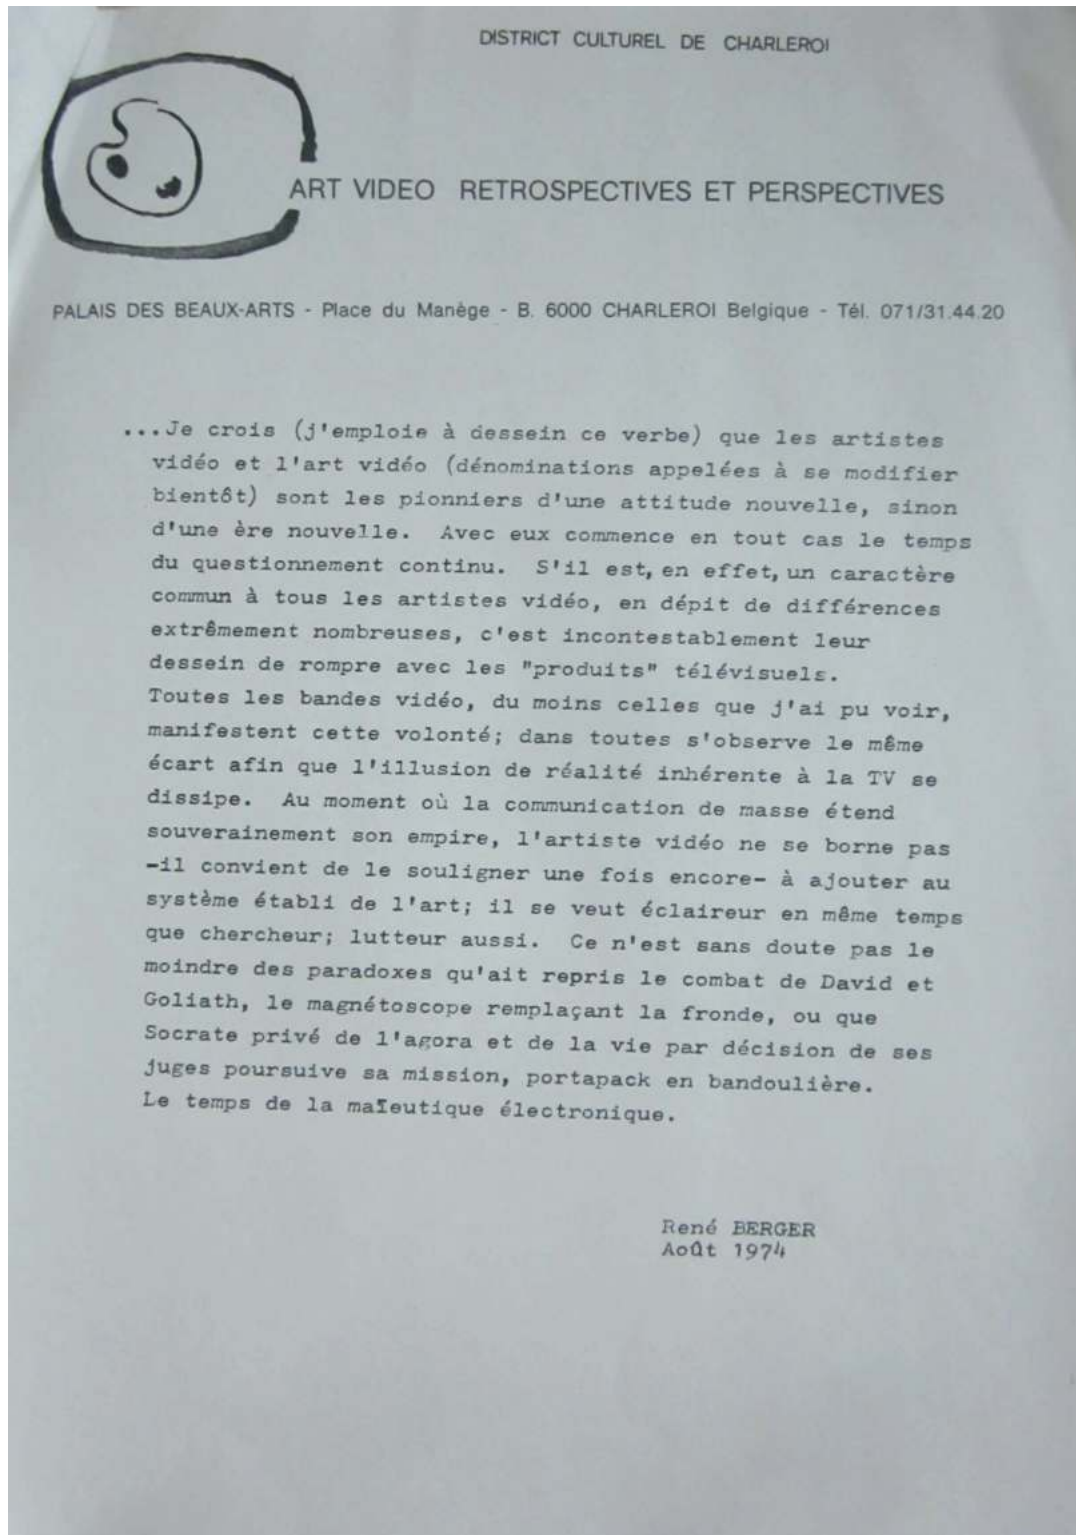 DISTRICT CULTUREL DE CHARLEROI
ART VIDEO RETROSPECTIVES ET PERSPECTIVES
PALAIS DES BEAUX-ARTS - Place du Manège - B. 6000 CHARLEROI Belgique - Tél. 071/31.44.20
...Je crois (j'emploie à dessein ce verbe) que les artistes
vidéo et l'art vidéo (dénominations appelées à se modifier
bientôt) sont les pionniers d'une attitude nouvelle, sinon
d'une ère nouvelle. Avec eux commence en tout cas le temps
du questionnement continu. S'il est, en effet, un caractère
commun à tous les artistes vidéo, en dépit de différences
extrêmement nombreuses, c'est incontestablement leur
dessein de rompre avec les "produits" télévisuels.
Toutes les bandes vidéo, du moins celles que j'ai pu voir,
manifestent cette volonté; dans toutes s'observe le même
écart afin que l'illusion de réalité inhérente à la TV se
dissipe. Au moment où la communication de masse étend
souverainement son empire, l'artiste vidéo ne se borne pas
-il convient de le souligner une fois encore- à ajouter au
système établi de l'art; il se veut éclaireur en même temps
que chercheur; lutteur aussi. Ce n'est sans doute pas le
moindre des paradoxes qu'ait repris le combat de David et
Goliath, le magnétoscope remplaçant la fronde, ou que
Socrate privé de l'agora et de la vie par décision de ses
juges poursuive sa mission, portapack en bandoulière.
Le temps de la maïeutique électronique.
René BERGER
Août 1974